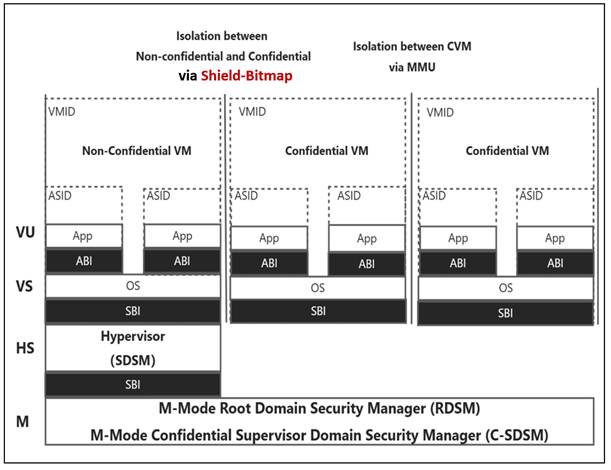 Isolation between
Non-confidential and Confidential
via Shield-Bitmap
Isolation between CVM
via MMU
VMID
VMID
VMID
Non-Confidential VM
Confidential VM
Confidential VM
ASID
ASID
ASID
ASID
ASID
ASID
VU
App
App
App
App
App
App
ABI
ABI
ABI
ABI
ABI
ABI
VS
OS
OS
OS
SBI
SBI
SBI
HS
Hypervisor
(SDSM)
SBI
M
M-Mode Root Domain Security Manager (RDSM)
M-Mode Confidential Supervisor Domain Security Manager (C-SDSM)